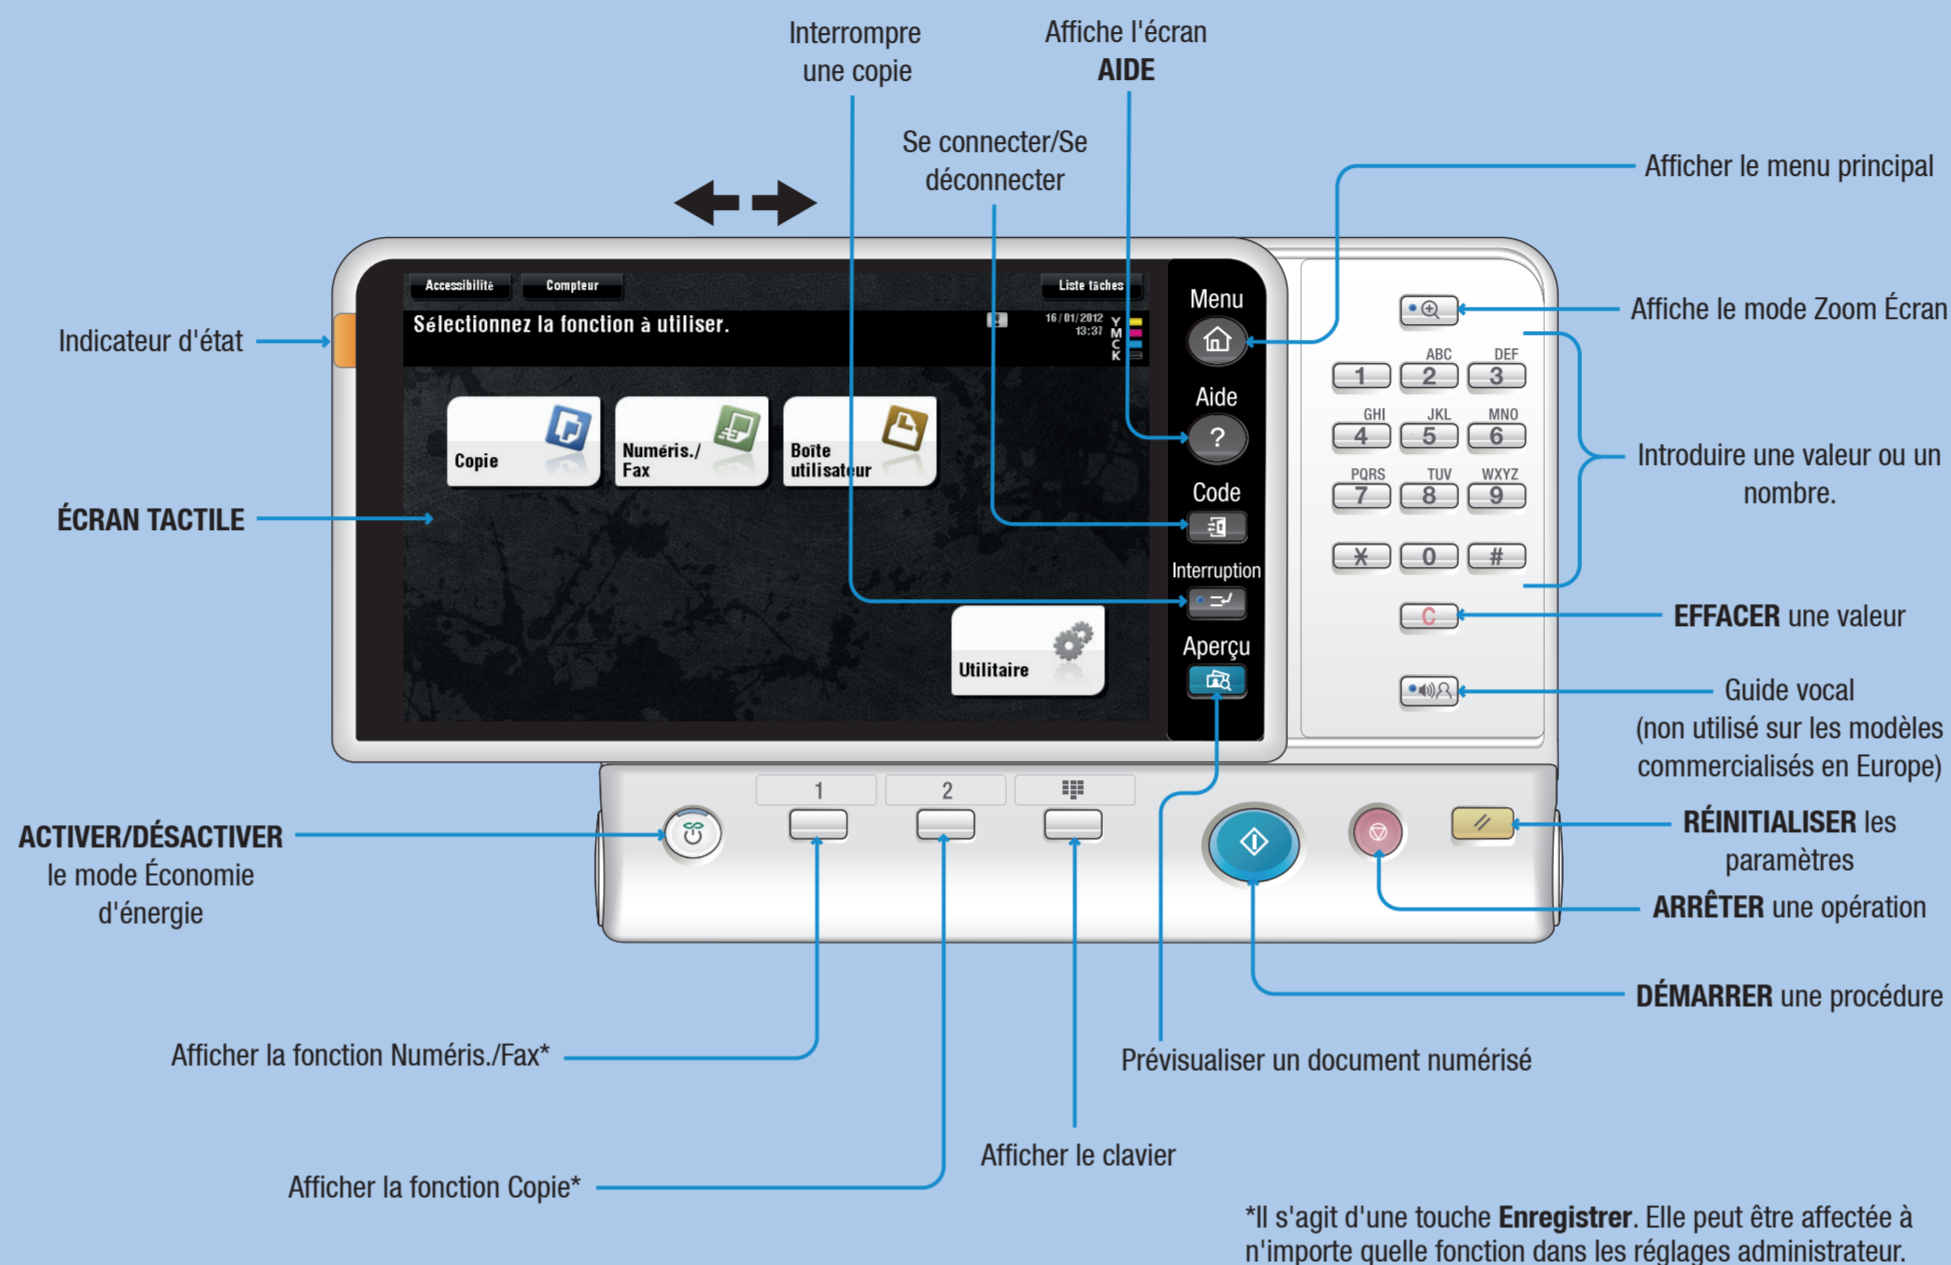 Interrompre
une copie
Affiche l'écran
AIDE
Se connecter/Se
déconnecter
Afficher le menu principal
Accessibilité
Compteur
Liste tâches
Sélectionnez la fonction à utiliser.
16/01/2012
13:37
Y
M
C
K
Menu
Affiche le mode Zoom Écran
Indicateur d'état
ABC
DEF
1
2
3
Aide
?
GHI
JKL
MNO
4
5
6
Copie
Numéris./
Fax
Boîte
utilisateur
Introduire une valeur ou un
nombre.
PQRS
TUV
WXYZ
7
8
9
Code
ÉCRAN TACTILE
*
0
#
Interruption
C
EFFACER une valeur
Aperçu
Utilitaire
Guide vocal
(non utilisé sur les modèles
commercialisés en Europe)
1
2
ACTIVER/DÉSACTIVER
le mode Économie
d'énergie
RÉINITIALISER les
paramètres
ARRÊTER une opération
DÉMARRER une procédure
Afficher la fonction Numéris./Fax*
Prévisualiser un document numérisé
Afficher le clavier
Afficher la fonction Copie*
*Il s'agit d'une touche Enregistrer. Elle peut être affectée à
n'importe quelle fonction dans les réglages administrateur.